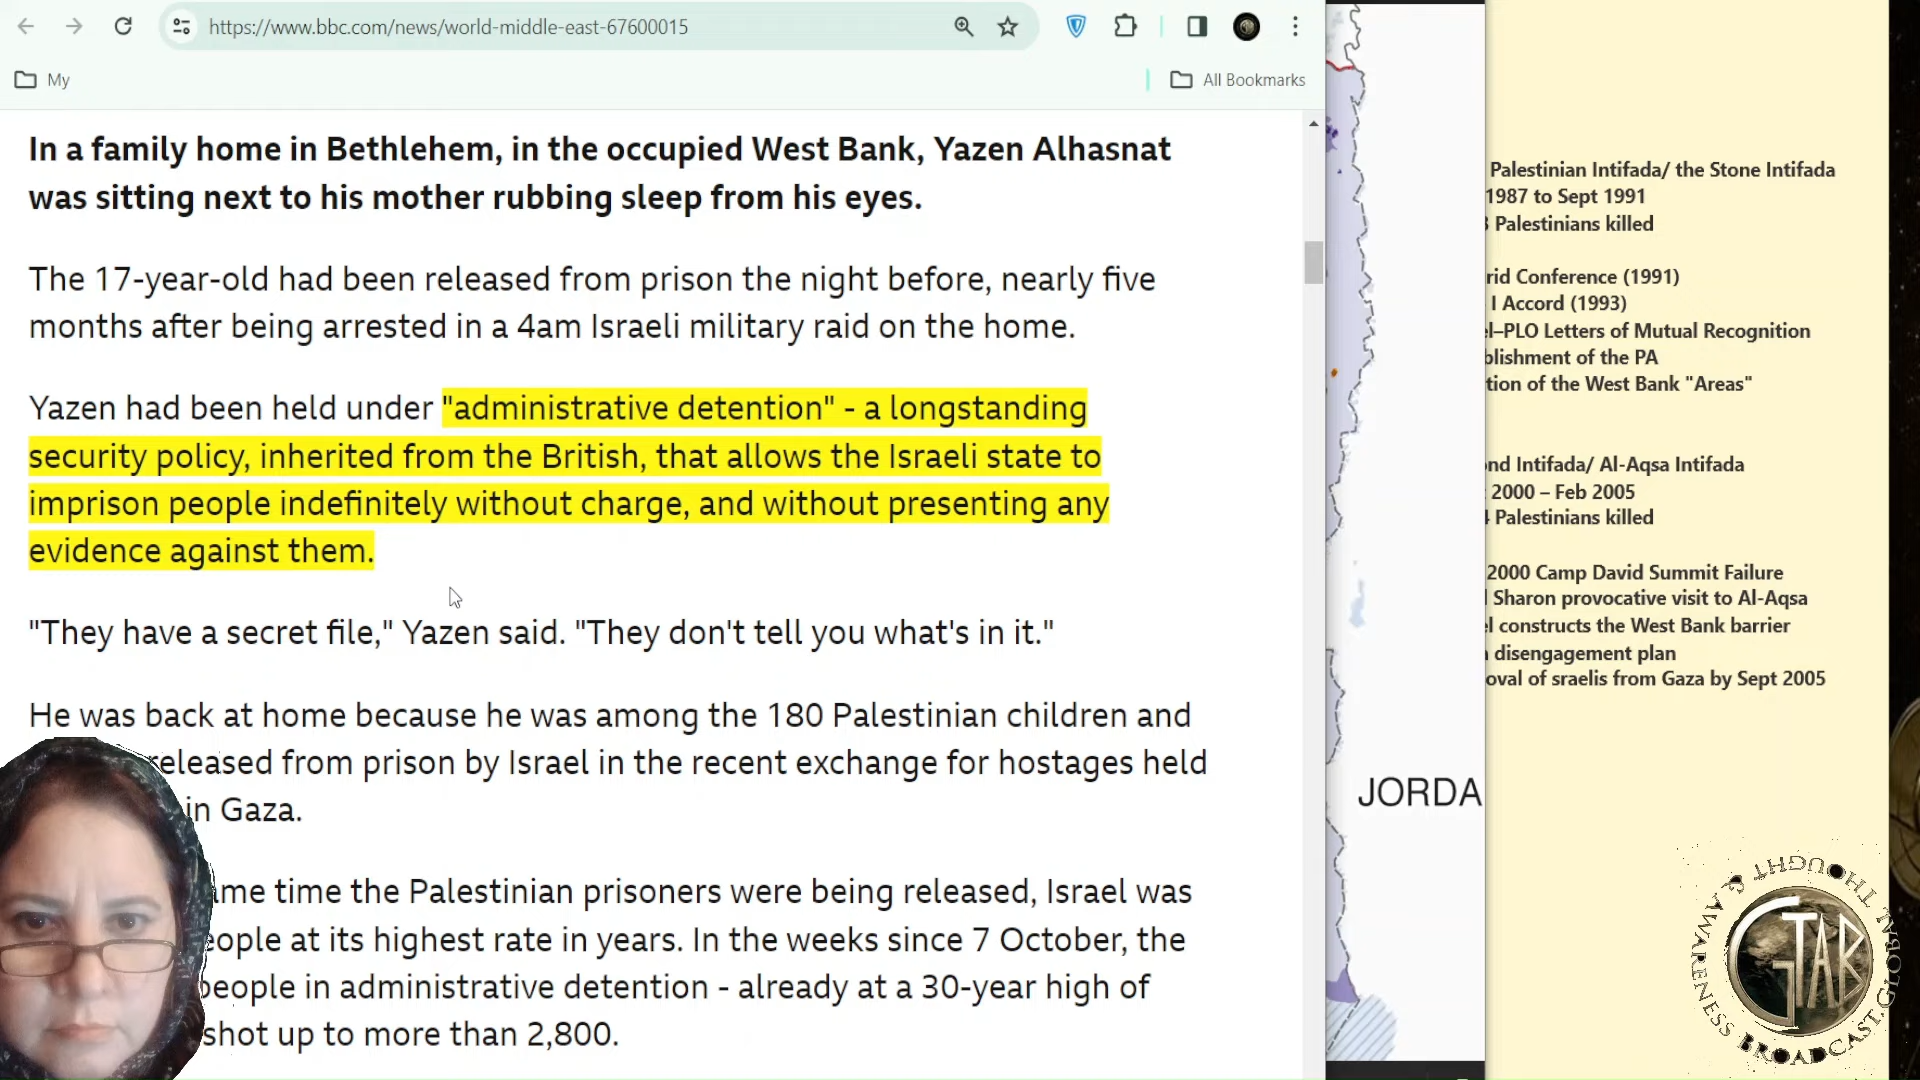 https://www.bbc.com/news/world-middle-east-67600015
My
All Bookmarks
In a family home in Bethlehem, in the occupied West Bank, Yazen Alhasnat
was sitting next to his mother rubbing sleep from his eyes.
The 17-year-old had been released from prison the night before, nearly five
months after being arrested in a 4am Israeli military raid on the home.
Yazen had been held under "administrative detention" - a longstanding
security policy, inherited from the British, that allows the Israeli state to
imprison people indefinitely without charge, and without presenting any
evidence against them.
"They have a secret file," Yazen said. "They don't tell you what's in it."
He was back at home because he was among the 180 Palestinian children and
released from prison by Israel in the recent exchange for hostages held
in Gaza.
me time the Palestinian prisoners were being released, Israel was
eople at its highest rate in years. In the weeks since 7 October, the
people in administrative detention - already at a 30-year high of
shot up to more than 2,800.
JORDA
Palestinian Intifada/ the Stone Intifada
1987 to Sept 1991
Palestinians killed
rid Conference (1991)
I Accord (1993)
el–PLO Letters of Mutual Recognition
blishment of the PA
tion of the West Bank "Areas"
nd Intifada/ Al-Aqsa Intifada
2000 – Feb 2005
Palestinians killed
2000 Camp David Summit Failure
Sharon provocative visit to Al-Aqsa
el constructs the West Bank barrier
disengagement plan
oval of sraelis from Gaza by Sept 2005
GTAB
GLOBAL THOUGHT & AWARENESS BROADCAST